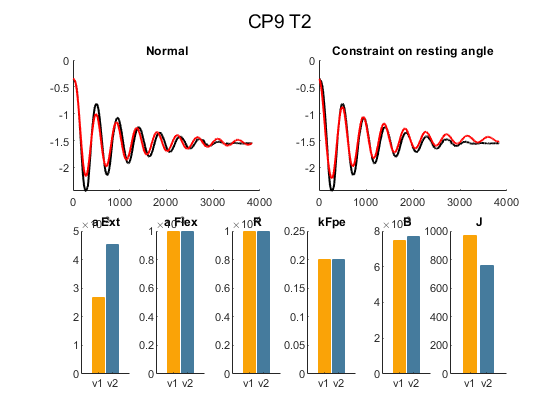 CP9 T2
Normal
Constraint on resting angle
0
-0.5
-1
-1.5
-2
0 1000 2000 3000 4000
0
-0.5
-1
-1.5
-2
0 1000 2000 3000 4000
a Ext
a Flex
R
kFpe
B
J
5
4
3
2
1
0
v1 v2
1
0.8
0.6
0.4
0.2
0
v1 v2
1
0.8
0.6
0.4
0.2
0
v1 v2
0.25
0.2
0.15
0.1
0.05
0
v1 v2
8
6
4
2
0
v1 v2
1000
800
600
400
200
0
v1 v2